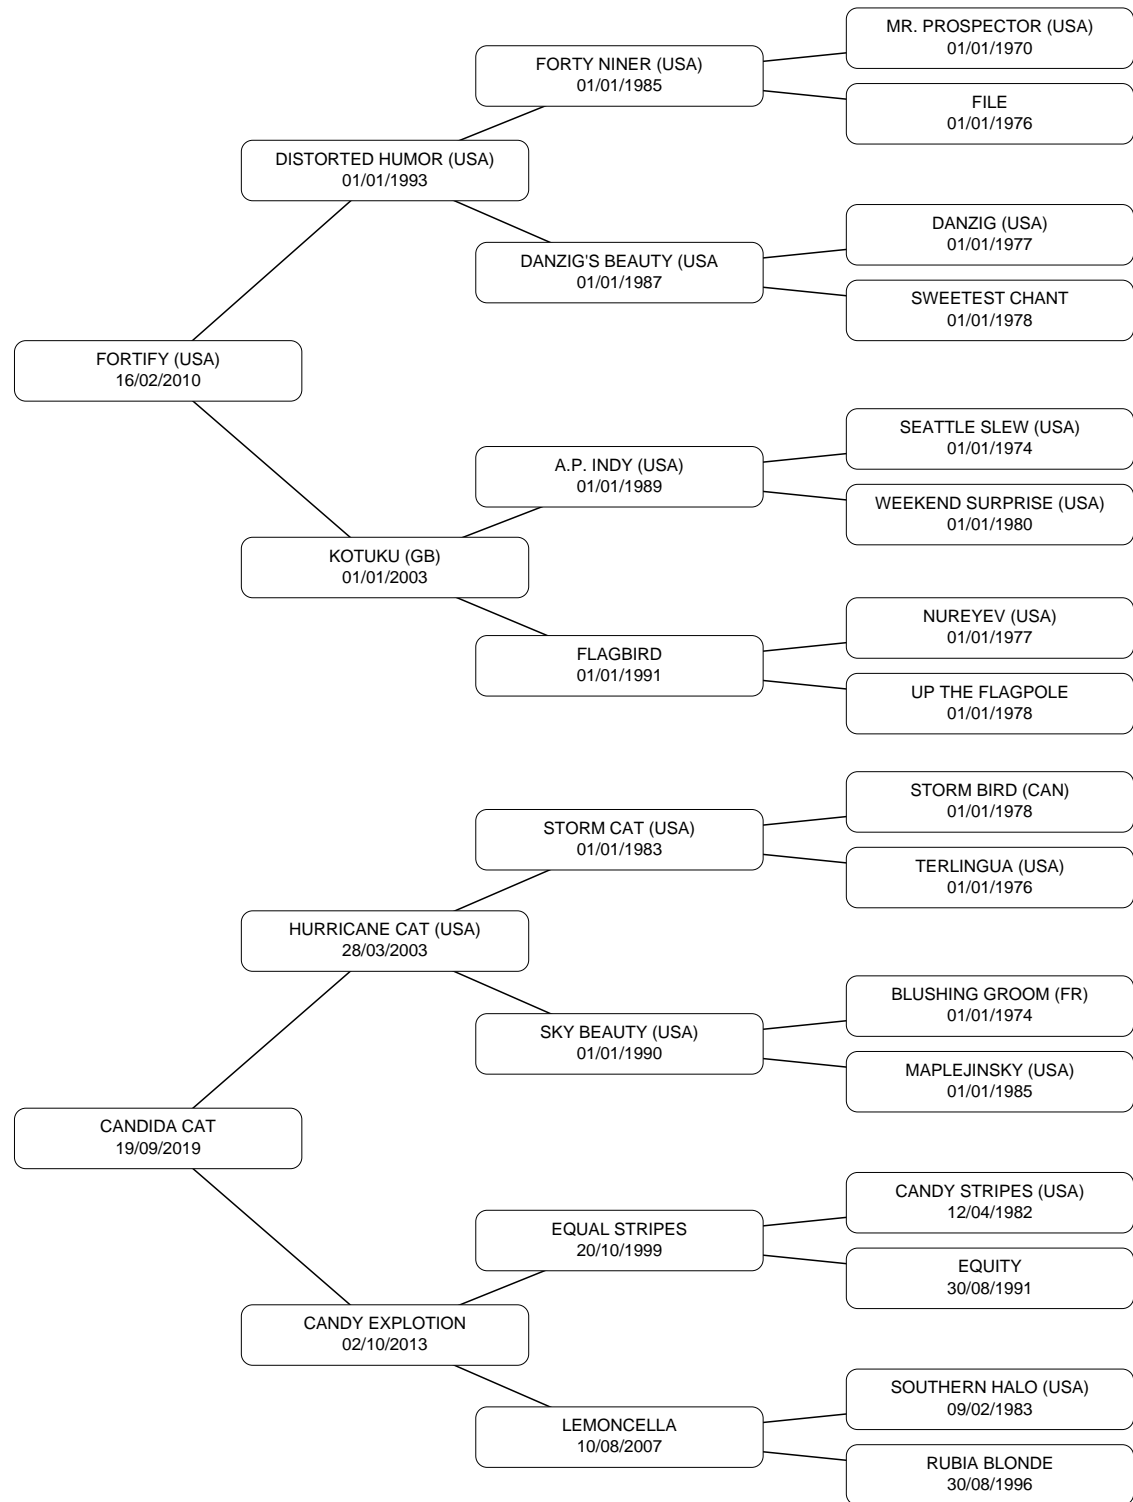 MR. PROSPECTOR (USA)
01/01/1970
FORTY NINER (USA)
01/01/1985
FILE
01/01/1976
DISTORTED HUMOR (USA)
01/01/1993
DANZIG (USA)
01/01/1977
DANZIG'S BEAUTY (USA
01/01/1987
SWEETEST CHANT
01/01/1978
FORTIFY (USA)
16/02/2010
SEATTLE SLEW (USA)
01/01/1974
A.P. INDY (USA)
01/01/1989
WEEKEND SURPRISE (USA)
01/01/1980
KOTUKU (GB)
01/01/2003
NUREYEV (USA)
01/01/1977
FLAGBIRD
01/01/1991
UP THE FLAGPOLE
01/01/1978
STORM BIRD (CAN)
01/01/1978
STORM CAT (USA)
01/01/1983
TERLINGUA (USA)
01/01/1976
HURRICANE CAT (USA)
28/03/2003
BLUSHING GROOM (FR)
01/01/1974
SKY BEAUTY (USA)
01/01/1990
MAPLEJINSKY (USA)
01/01/1985
CANDIDA CAT
19/09/2019
CANDY STRIPES (USA)
12/04/1982
EQUAL STRIPES
20/10/1999
EQUITY
30/08/1991
CANDY EXPLOTION
02/10/2013
SOUTHERN HALO (USA)
09/02/1983
LEMONCELLA
10/08/2007
RUBIA BLONDE
30/08/1996